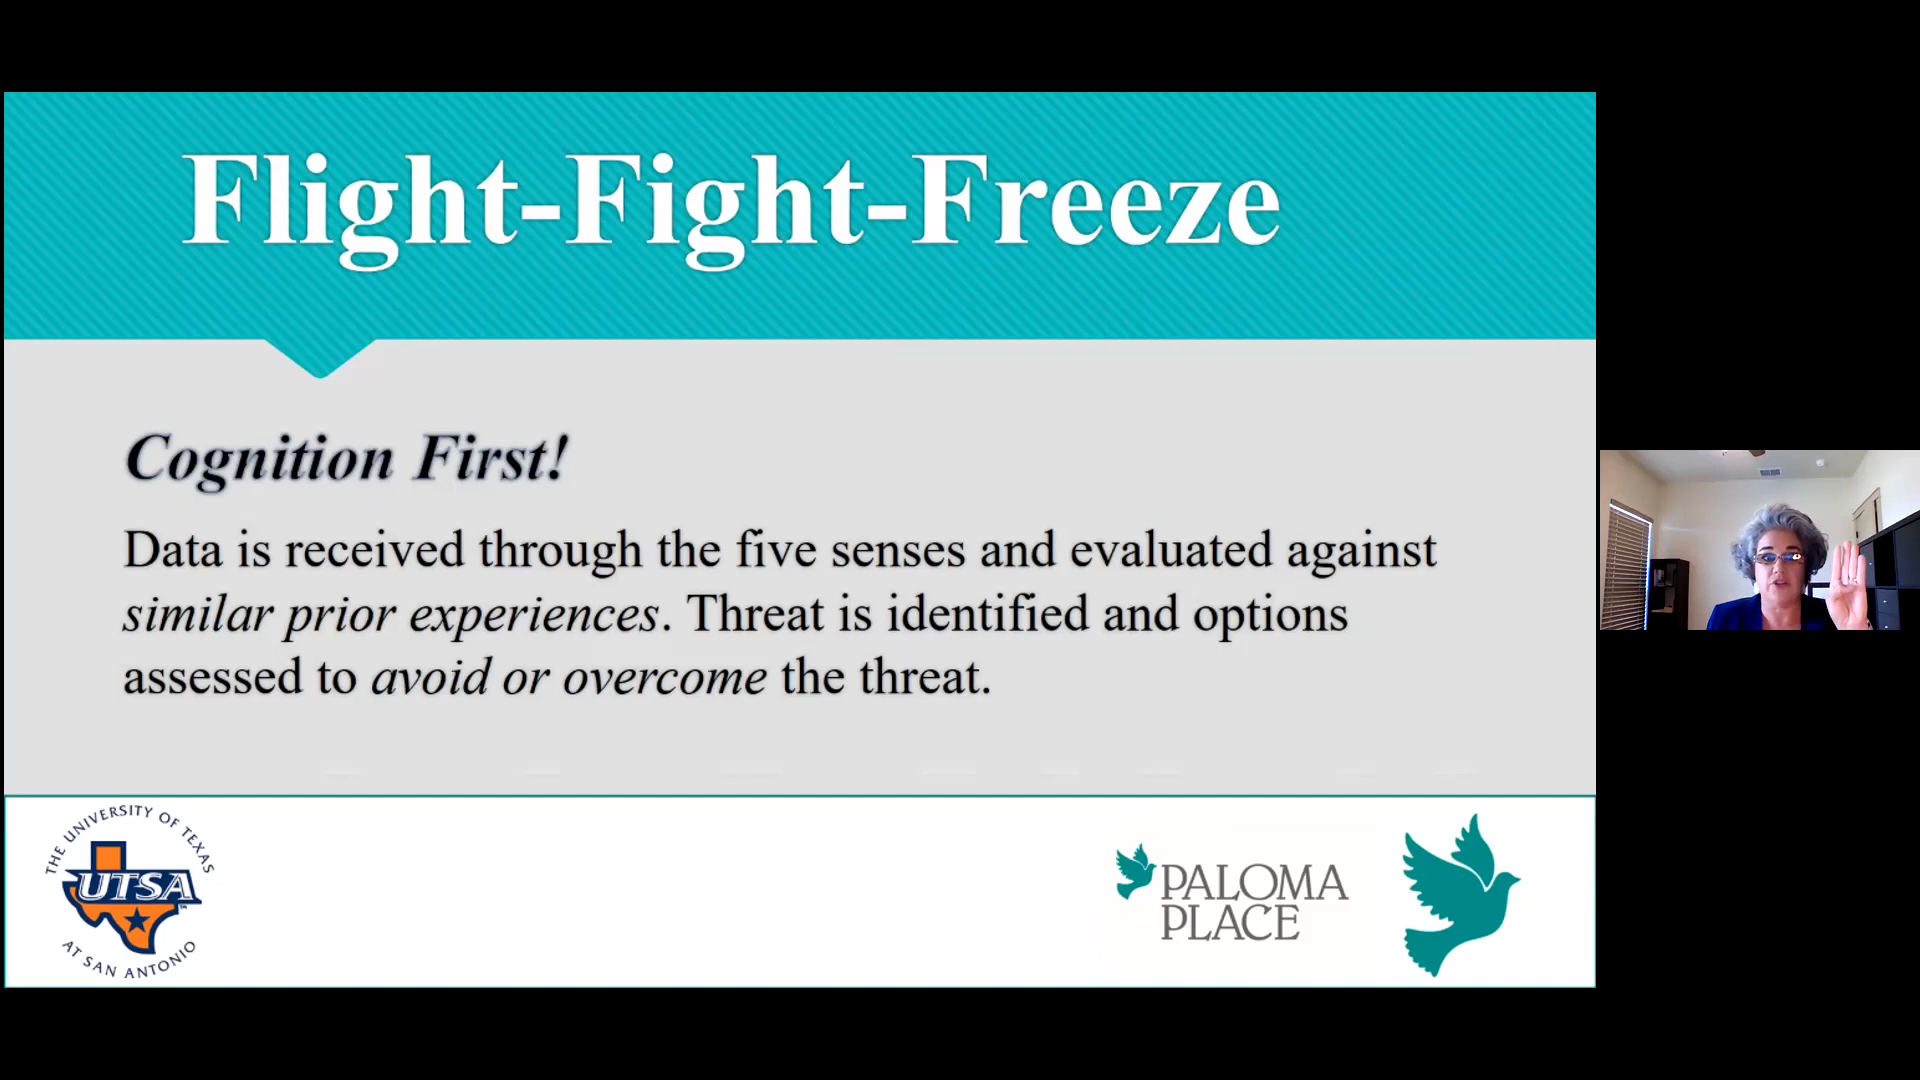 Flight-Fight-Freeze
Cognition First!
Data is received through the five senses and evaluated against
similar prior experiences. Threat is identified and options
assessed to avoid or overcome the threat.
THE UNIVERSITY OF TEXAS
UTSA
AT SAN ANTONIO
PALOMA
PLACE